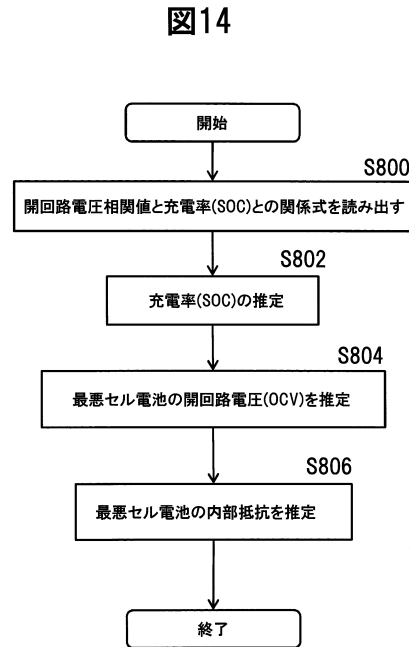 図14
開始
S800
開回路電圧相関値と充電率(SOC)との関係式を読み出す
S802
充電率(SOC)の推定
S804
最悪セル電池の開回路電圧(OCV)を推定
S806
最悪セル電池の内部抵抗を推定
終了